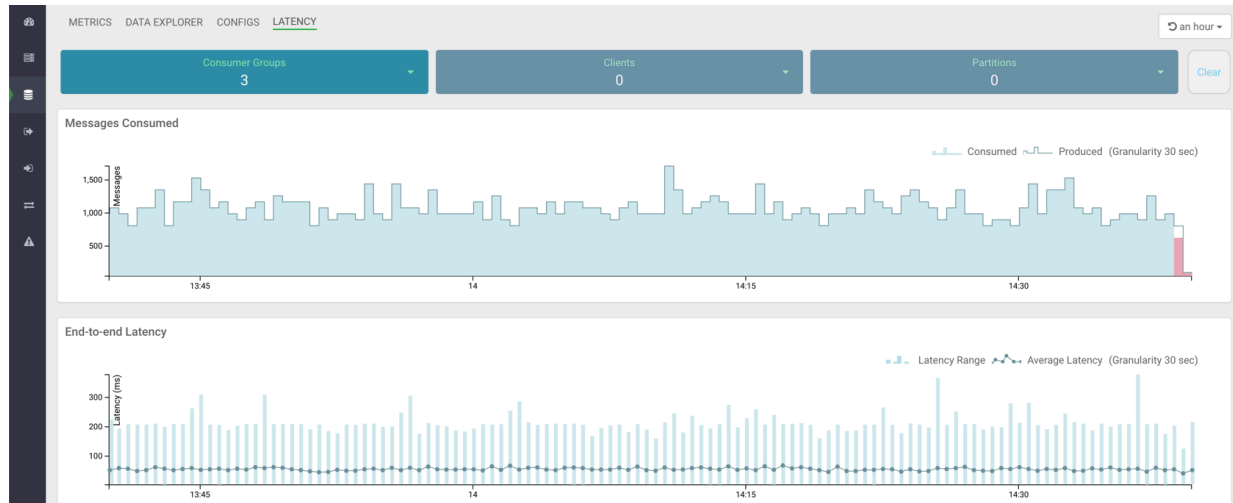 METRICS DATA EXPLORER CONFIGS LATENCY
an hour
Consumer Groups
3
Clients
0
Partitions
0
Clear
Messages Consumed
Consumed Produced (Granularity 30 sec)
Messages
1,500
1,000
500
13:45 14 14:15 14:30
End-to-end Latency
Latency Range Average Latency (Granularity 30 sec)
Latency (ms)
300
200
100
13:45 14 14:15 14:30